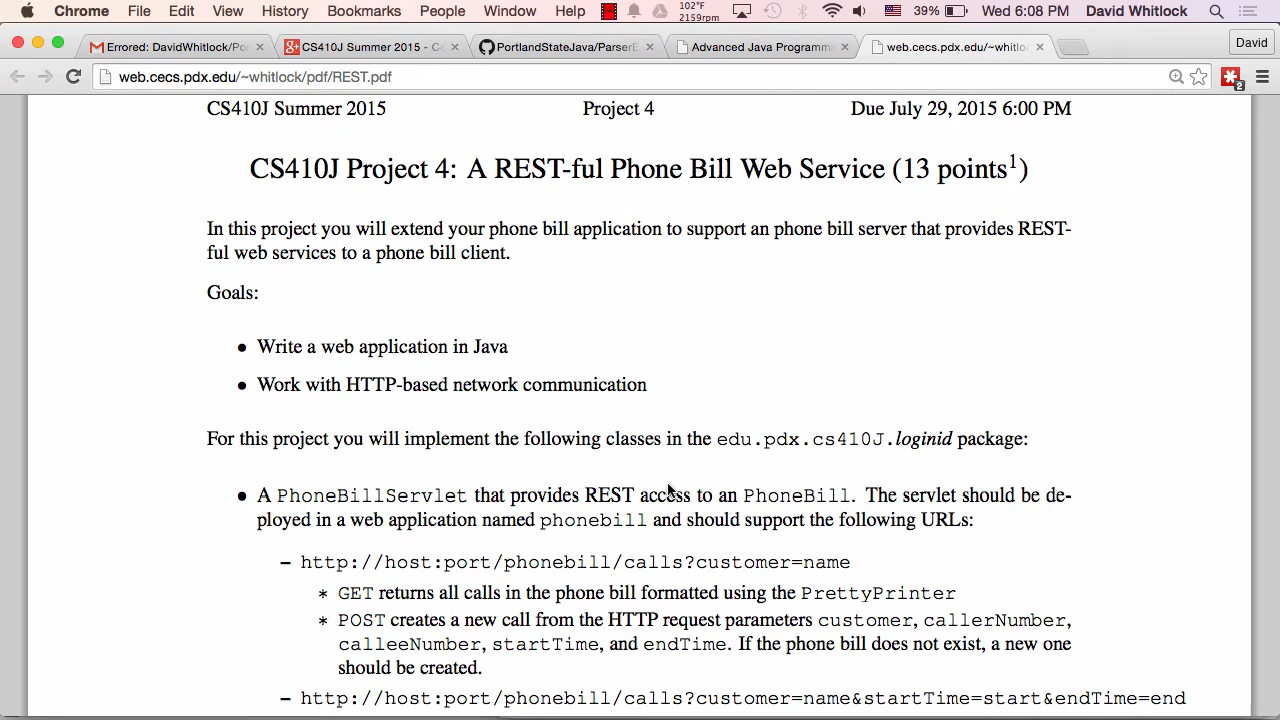 Chrome File Edit View History Bookmarks People Window Help 102°F 2159rpm 39% Wed 6:08 PM David Whitlock
Errored: DavidWhitlock/Por CS410J Summer 2015 - Co PortlandStateJava/ParserE Advanced Java Programm web.cecs.pdx.edu/~whitloc David
web.cecs.pdx.edu/~whitlock/pdf/REST.pdf 2
CS410J Summer 2015 Project 4 Due July 29, 2015 6:00 PM
CS410J Project 4: A REST-ful Phone Bill Web Service (13 points1)
In this project you will extend your phone bill application to support an phone bill server that provides REST-
ful web services to a phone bill client.
Goals:
• Write a web application in Java
• Work with HTTP-based network communication
For this project you will implement the following classes in the edu.pdx.cs410J.loginid package:
• A PhoneBillServlet that provides REST access to an PhoneBill. The servlet should be de-
ployed in a web application named phonebill and should support the following URLs:
– http://host:port/phonebill/calls?customer=name
* GET returns all calls in the phone bill formatted using the PrettyPrinter
* POST creates a new call from the HTTP request parameters customer, callerNumber,
calleeNumber, startTime, and endTime. If the phone bill does not exist, a new one
should be created.
– http://host:port/phonebill/calls?customer=name&startTime=start&endTime=end